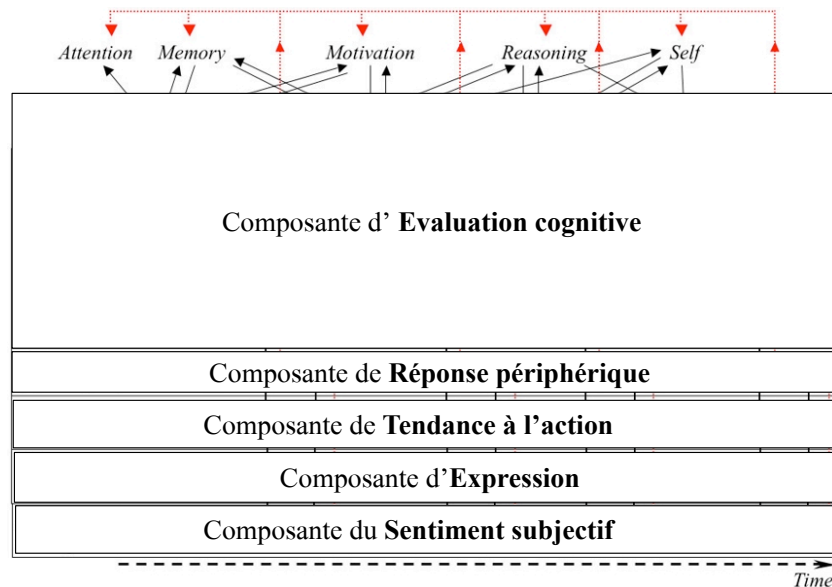 Attention Memory Motivation Reasoning Self
Composante d’ Evaluation cognitive
Composante de Réponse périphérique
Composante de Tendance à l’action
Composante d’Expression
Composante du Sentiment subjectif
Time